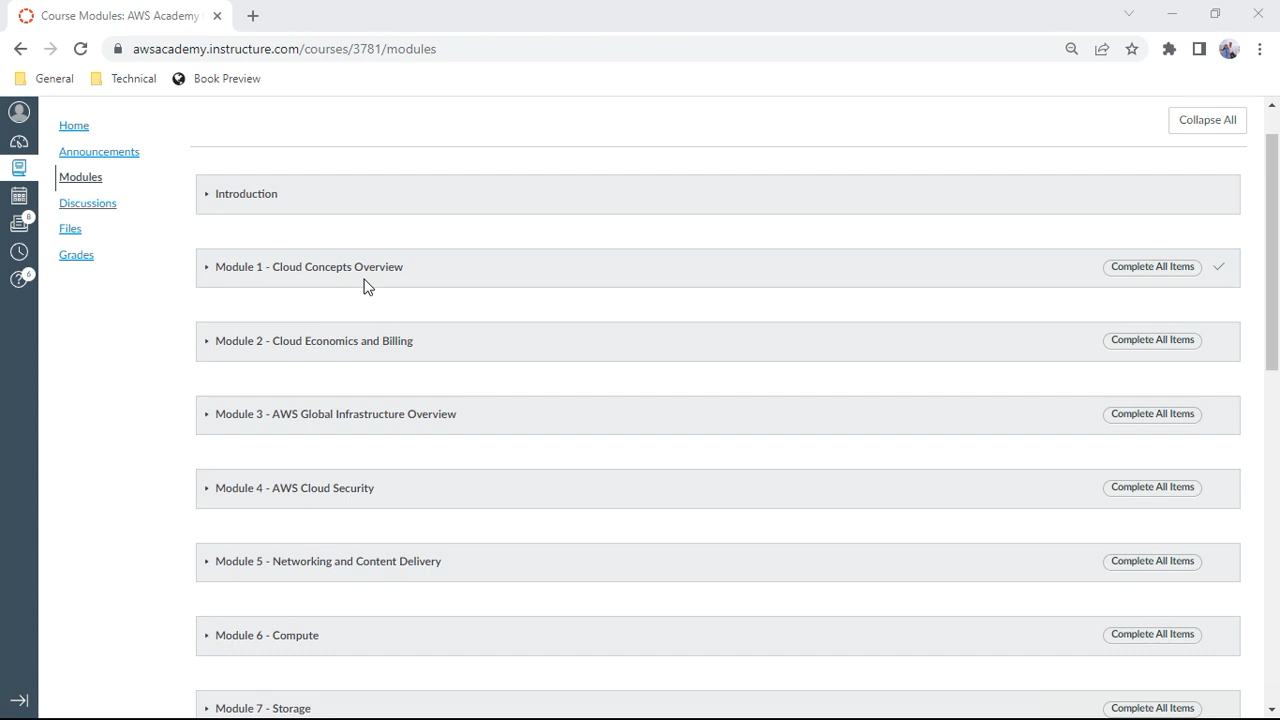 Course Modules: AWS Academy
awsacademy.instructure.com/courses/3781/modules
General Technical Book Preview
Collapse All
Home
Announcements
Modules
Discussions
Files
Grades
8
6
Introduction
Module 1 - Cloud Concepts Overview Complete All Items
Module 2 - Cloud Economics and Billing Complete All Items
Module 3 - AWS Global Infrastructure Overview Complete All Items
Module 4 - AWS Cloud Security Complete All Items
Module 5 - Networking and Content Delivery Complete All Items
Module 6 - Compute Complete All Items
Module 7 - Storage Complete All Items